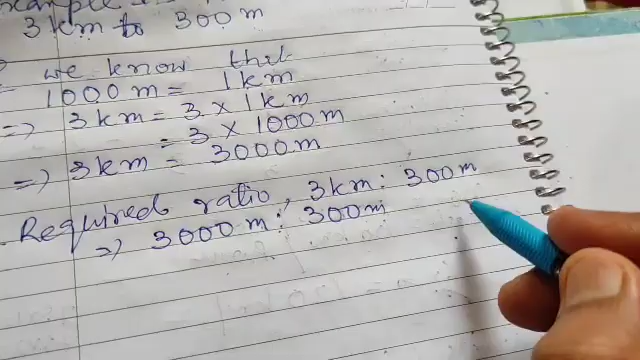 Example
3 km to 300 m
we know that
1000 m = 1 km
=> 3 km = 3 x 1 km
= 3 x 1000 m
=> 3 km = 3000 m
Required ratio, 3 km : 300 m
=> 3000 m : 300 m